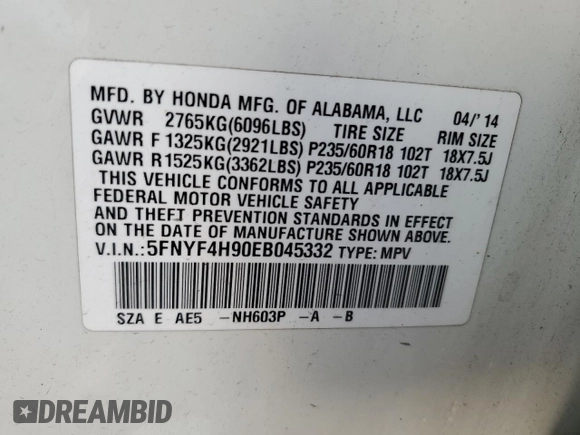 MFD. BY HONDA MFG. OF ALABAMA, LLC 04/'14
GVWR 2765KG(6096LBS) TIRE SIZE RIM SIZE
GAWR F 1325KG(2921LBS) P235/60R18 102T 18X7.5J
GAWR R 1525KG(3362LBS) P235/60R18 102T 18X7.5J
THIS VEHICLE CONFORMS TO ALL APPLICABLE
FEDERAL MOTOR VEHICLE SAFETY
AND THEFT PREVENTION STANDARDS IN EFFECT
ON THE DATE OF MANUFACTURE SHOWN ABOVE.
V.I.N.: 5FNYF4H90EB045332 TYPE: MPV
SZA E AE5 -NH603P -A -B
DREAMBID